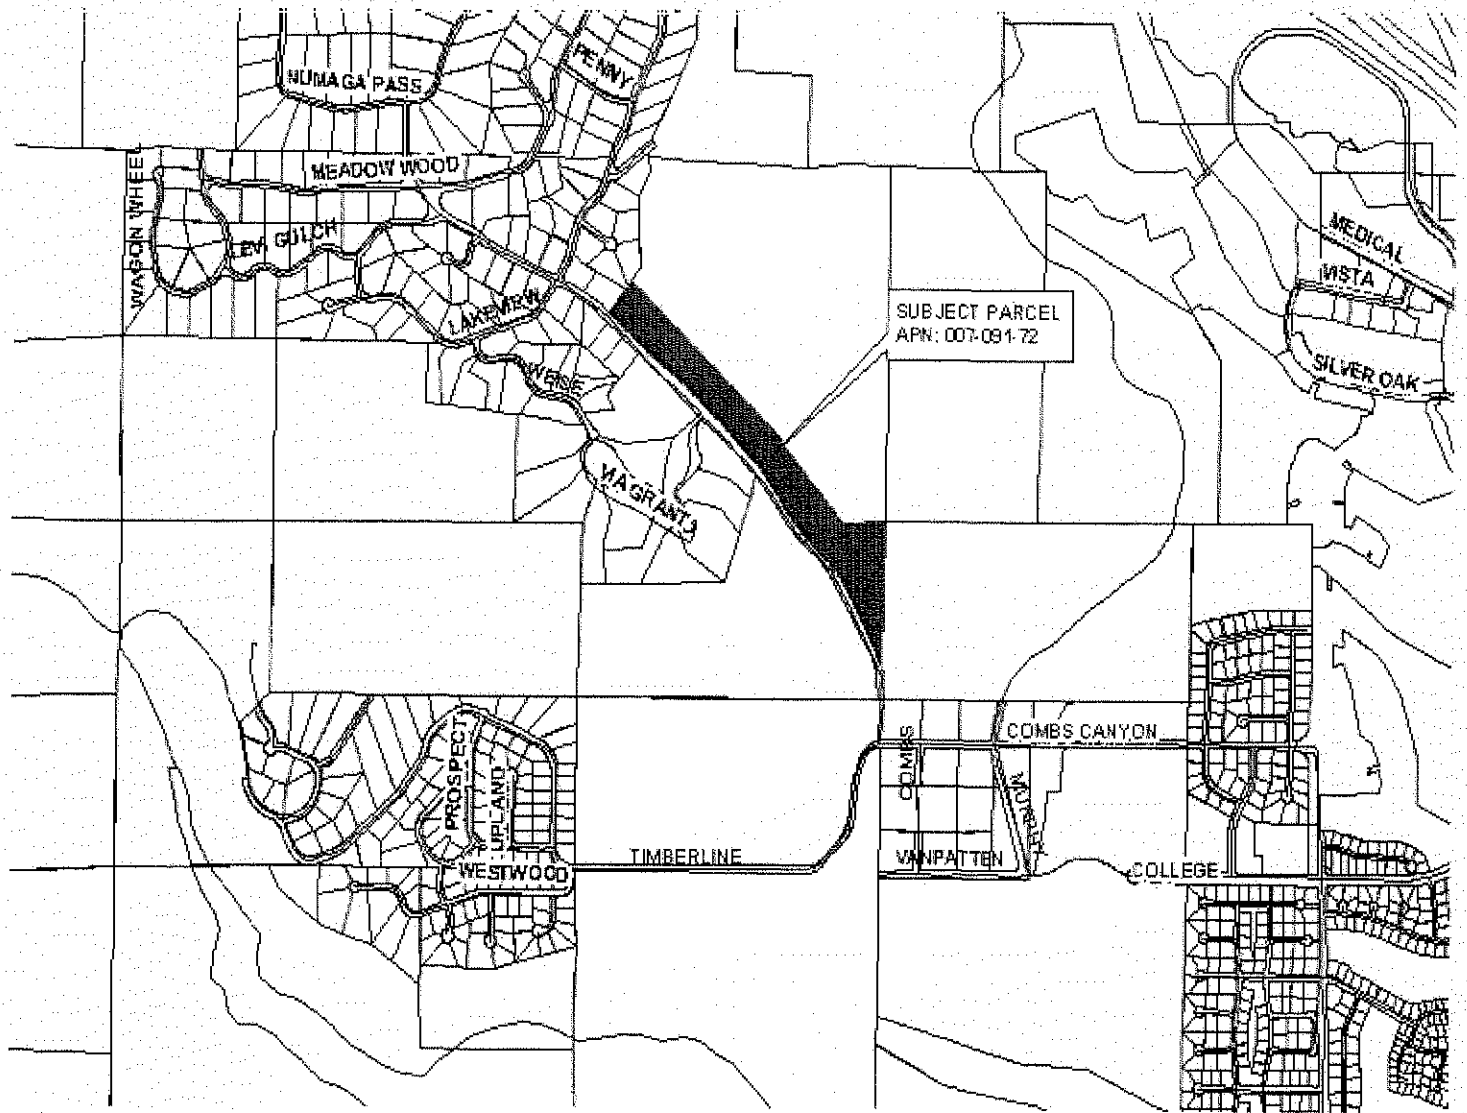 PENNY
NUMAGA PASS
MEADOW WOOD
WAGON WHEEL
LEVI GULCH
MEDICAL
VISTA
LAKEVIEW
SUBJECT PARCEL
APN: 007-091-72
WEISE
SILVER OAK
PROSPECT
UPLAND
COMBS
COMBS CANYON
WESTWOOD
TIMBERLINE
VANPATTEN
COLLEGE